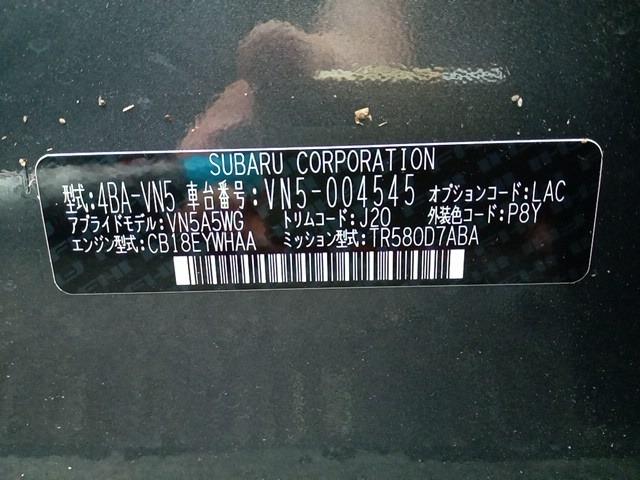 SUBARU CORPORATION
型式:4BA-VN5 車台番号:VN5-004545 オプションコード:LAC
アプライドモデル:VN5A5WG トリムコード:J20 外装色コード:P8Y
エンジン型式:CB18EYWHAA ミッション型式:TR580D7ABA